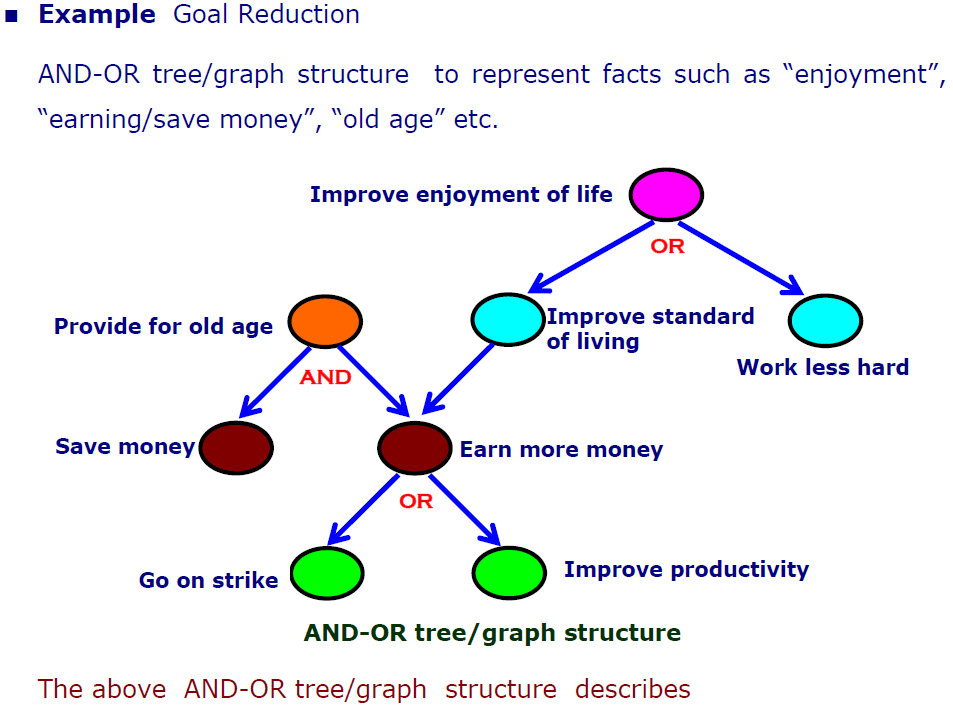 Example Goal Reduction
AND-OR tree/graph structure to represent facts such as “enjoyment”,
“earning/save money”, “old age” etc.
Improve enjoyment of life
OR
Provide for old age
Improve standard
of living
Work less hard
AND
Save money
Earn more money
OR
Go on strike
Improve productivity
AND-OR tree/graph structure
The above AND-OR tree/graph structure describes